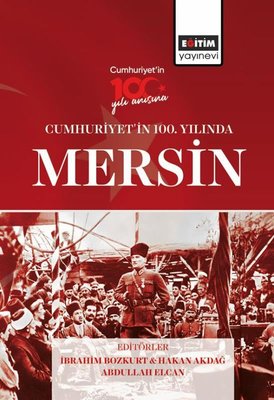 EĞİTİM
yayınevi
Cumhuriyet'in
100
yılı anısına
CUMHURİYET'İN 100. YILINDA
MERSİN
EDİTÖRLER
İBRAHİM BOZKURT & HAKAN AKDAĞ
ABDULLAH ELCAN